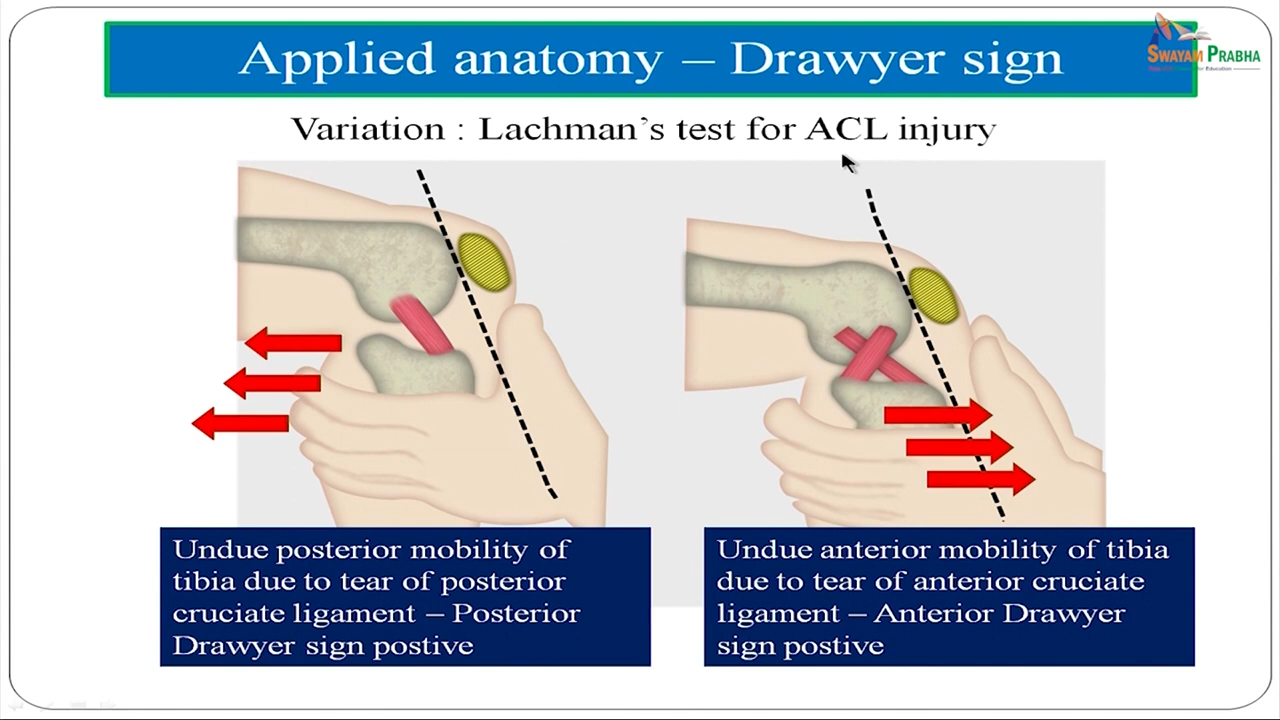 Applied anatomy – Drawyer sign
SWAYAM PRABHA
Variation : Lachman's test for ACL injury
Undue posterior mobility of
tibia due to tear of posterior
cruciate ligament – Posterior
Drawyer sign postive
Undue anterior mobility of tibia
due to tear of anterior cruciate
ligament – Anterior Drawyer
sign postive